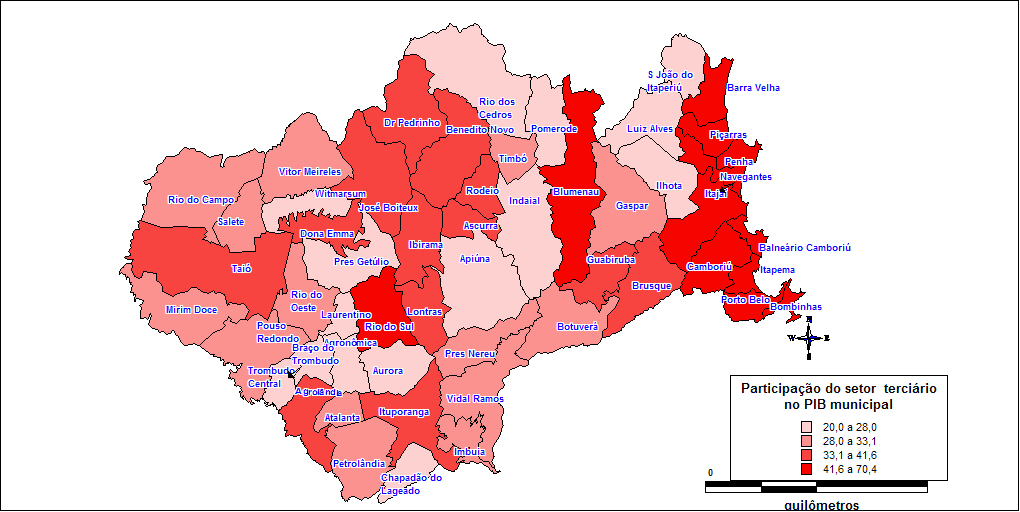 S João do
Itaperiú
Barra Velha
Rio dos
Cedros
Dr Pedrinho
Benedito Novo
Pomerode
Luiz Alves
Piçarras
Timbó
Penha
Vitor Meireles
Navegantes
Witmarsum
Rodeio
Blumenau
Ilhota
Itajaí
Rio do Campo
Indaial
José Boiteux
Gaspar
Salete
Ascurra
Dona Emma
Ibirama
Balneário Camboriú
Pres Getúlio
Apiúna
Guabiruba
Camboriú
Itapema
Taió
Brusque
Rio do
Oeste
Porto Belo
Bombinhas
Mirim Doce
Laurentino
Lontras
Pouso
Redondo
Rio do Sul
Botuverá
N
W E
S
Agronômica
Braço do
Trombudo
Pres Nereu
Trombudo
Central
Aurora
Agrolândia
Vidal Ramos
Atalanta
Ituporanga
Imbuia
Petrolândia
Chapadão do
Lageado
Participação do setor terciário
no PIB municipal
20,0 a 28,0
28,0 a 33,1
33,1 a 41,6
41,6 a 70,4
0
quilômetros